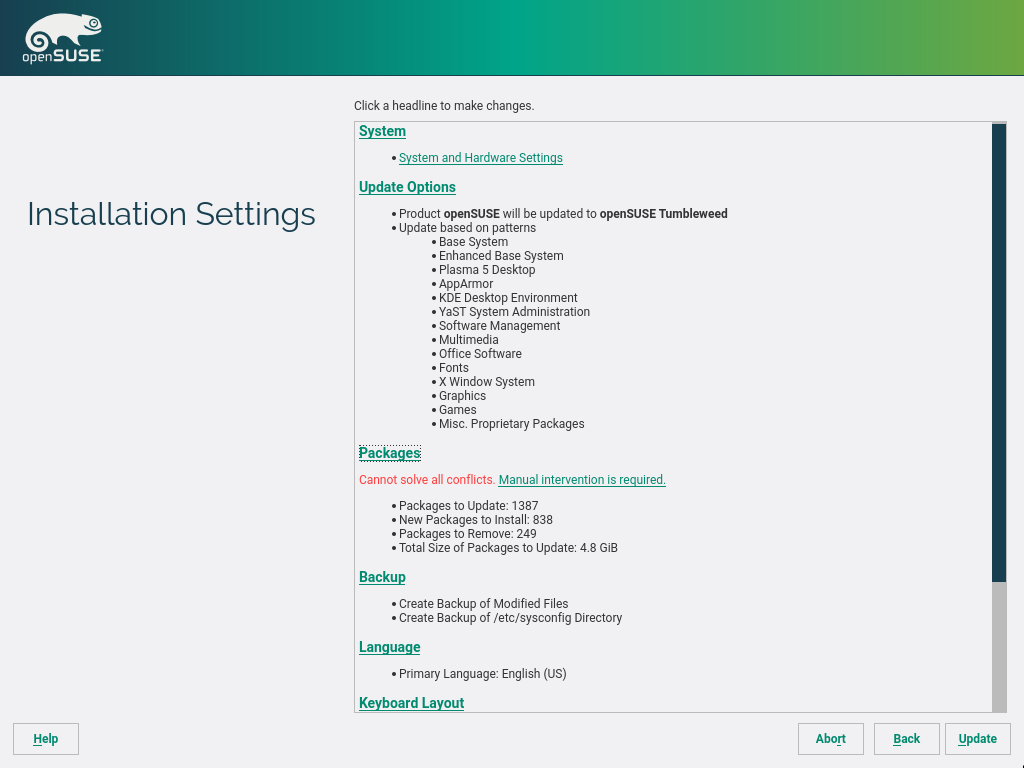 openSUSE
Click a headline to make changes.
Installation Settings
System
System and Hardware Settings
Update Options
Product openSUSE will be updated to openSUSE Tumbleweed
Update based on patterns
Base System
Enhanced Base System
Plasma 5 Desktop
AppArmor
KDE Desktop Environment
YaST System Administration
Software Management
Multimedia
Office Software
Fonts
X Window System
Graphics
Games
Misc. Proprietary Packages
Packages
Cannot solve all conflicts. Manual intervention is required.
Packages to Update: 1387
New Packages to Install: 838
Packages to Remove: 249
Total Size of Packages to Update: 4.8 GiB
Backup
Create Backup of Modified Files
Create Backup of /etc/sysconfig Directory
Language
Primary Language: English (US)
Keyboard Layout
Help Abort Back Update